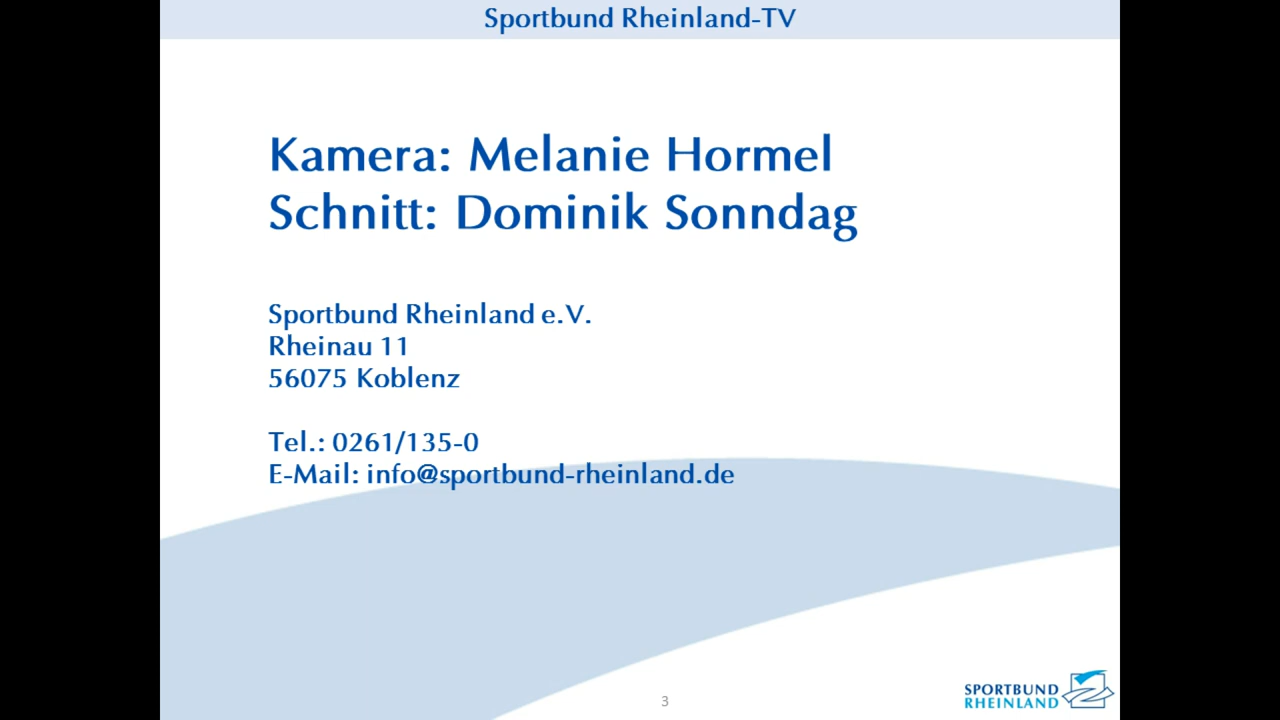 Sportbund Rheinland-TV
Kamera: Melanie Hormel
Schnitt: Dominik Sonndag
Sportbund Rheinland e.V.
Rheinau 11
56075 Koblenz
Tel.: 0261/135-0
E-Mail: info@sportbund-rheinland.de
3
SPORTBUND
RHEINLAND